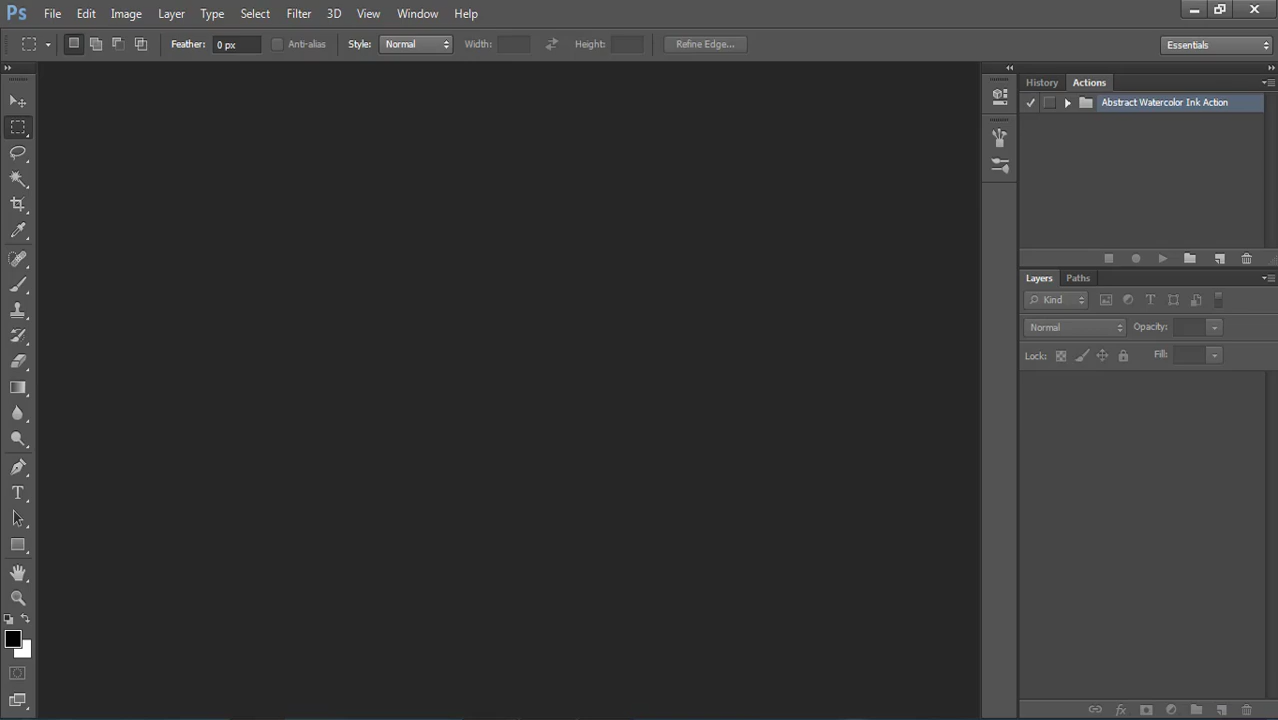 Ps File Edit Image Layer Type Select Filter 3D View Window Help
Feather: 0 px Anti-alias Style: Normal Width: Height: Refine Edge... Essentials
History Actions
Abstract Watercolor Ink Action
Layers Paths
Kind
Normal Opacity:
Lock: Fill: